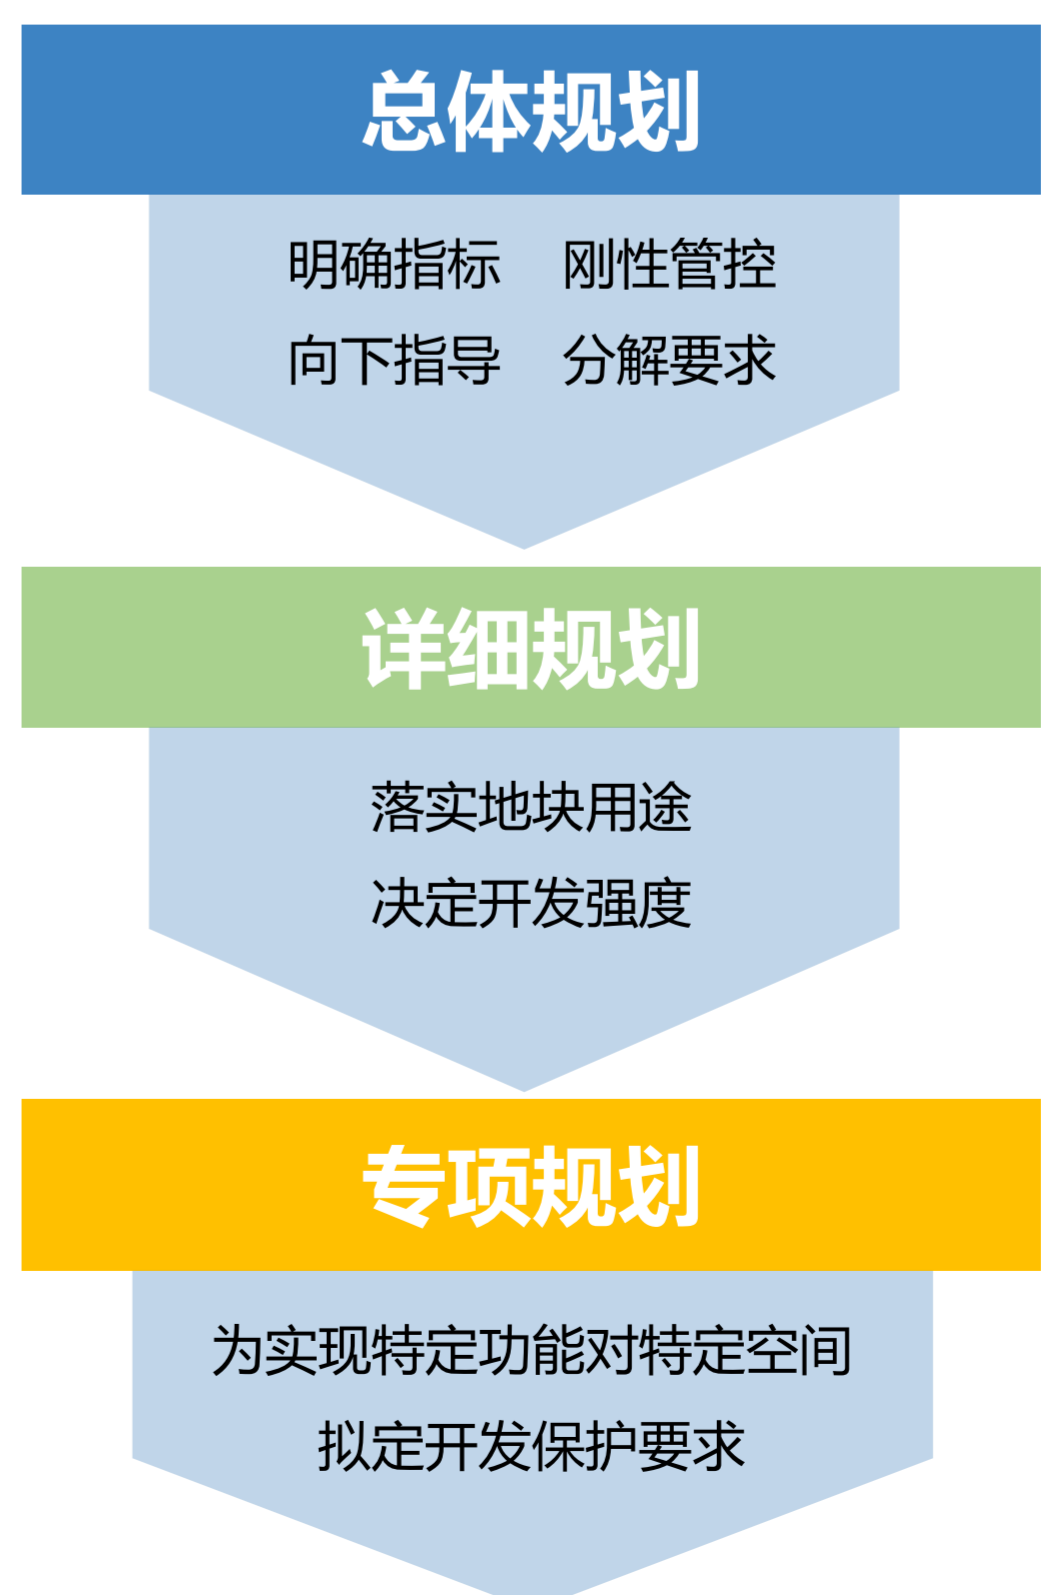 总体规划
明确指标 刚性管控
向下指导 分解要求
详细规划
落实地块用途
决定开发强度
专项规划
为实现特定功能对特定空间
拟定开发保护要求